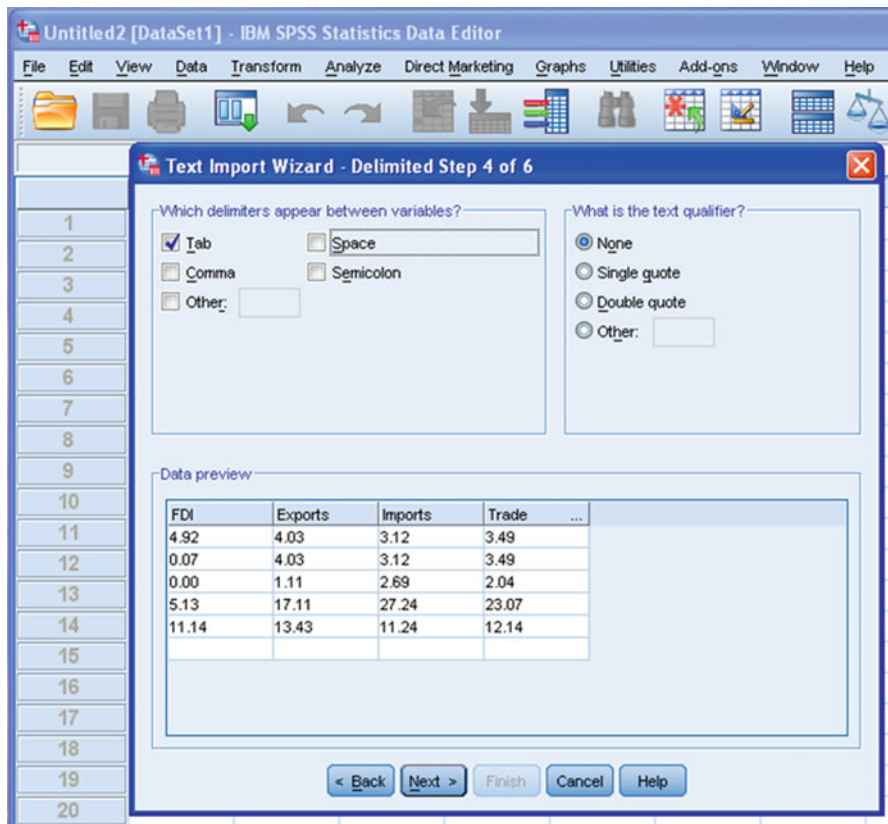 Untitled2 [DataSet1] - IBM SPSS Statistics Data Editor
File Edit View Data Transform Analyze Direct Marketing Graphs Utilities Add-ons Window Help
Text Import Wizard - Delimited Step 4 of 6
Which delimiters appear between variables?
Tab Space
Comma Semicolon
Other:
What is the text qualifier?
None
Single quote
Double quote
Other:
Data preview
FDI Exports Imports Trade ...
4.92 4.03 3.12 3.49
0.07 4.03 3.12 3.49
0.00 1.11 2.69 2.04
5.13 17.11 27.24 23.07
11.14 13.43 11.24 12.14
< Back Next > Finish Cancel Help
1
2
3
4
5
6
7
8
9
10
11
12
13
14
15
16
17
18
19
20